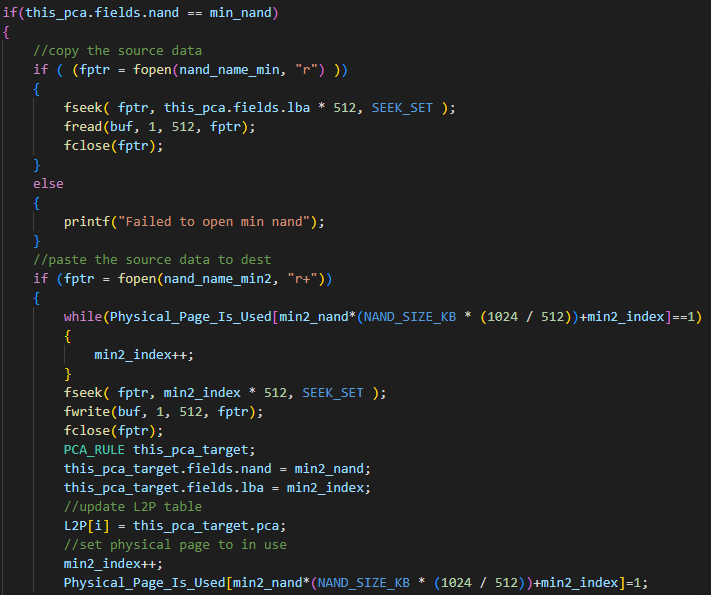 if(this_pca.fields.nand == min_nand)
{
    //copy the source data
    if ( (fptr = fopen(nand_name_min, "r") ))
    {
        fseek( fptr, this_pca.fields.lba * 512, SEEK_SET );
        fread(buf, 1, 512, fptr);
        fclose(fptr);
    }
    else
    {
        printf("Failed to open min nand");
    }
    //paste the source data to dest
    if (fptr = fopen(nand_name_min2, "r+"))
    {
        while(Physical_Page_Is_Used[min2_nand*(NAND_SIZE_KB * (1024 / 512))+min2_index]==1)
        {
            min2_index++;
        }
        fseek( fptr, min2_index * 512, SEEK_SET );
        fwrite(buf, 1, 512, fptr);
        fclose(fptr);
        PCA_RULE this_pca_target;
        this_pca_target.fields.nand = min2_nand;
        this_pca_target.fields.lba = min2_index;
        //update L2P table
        L2P[i] = this_pca_target.pca;
        //set physical page to in use
        min2_index++;
        Physical_Page_Is_Used[min2_nand*(NAND_SIZE_KB * (1024 / 512))+min2_index]=1;